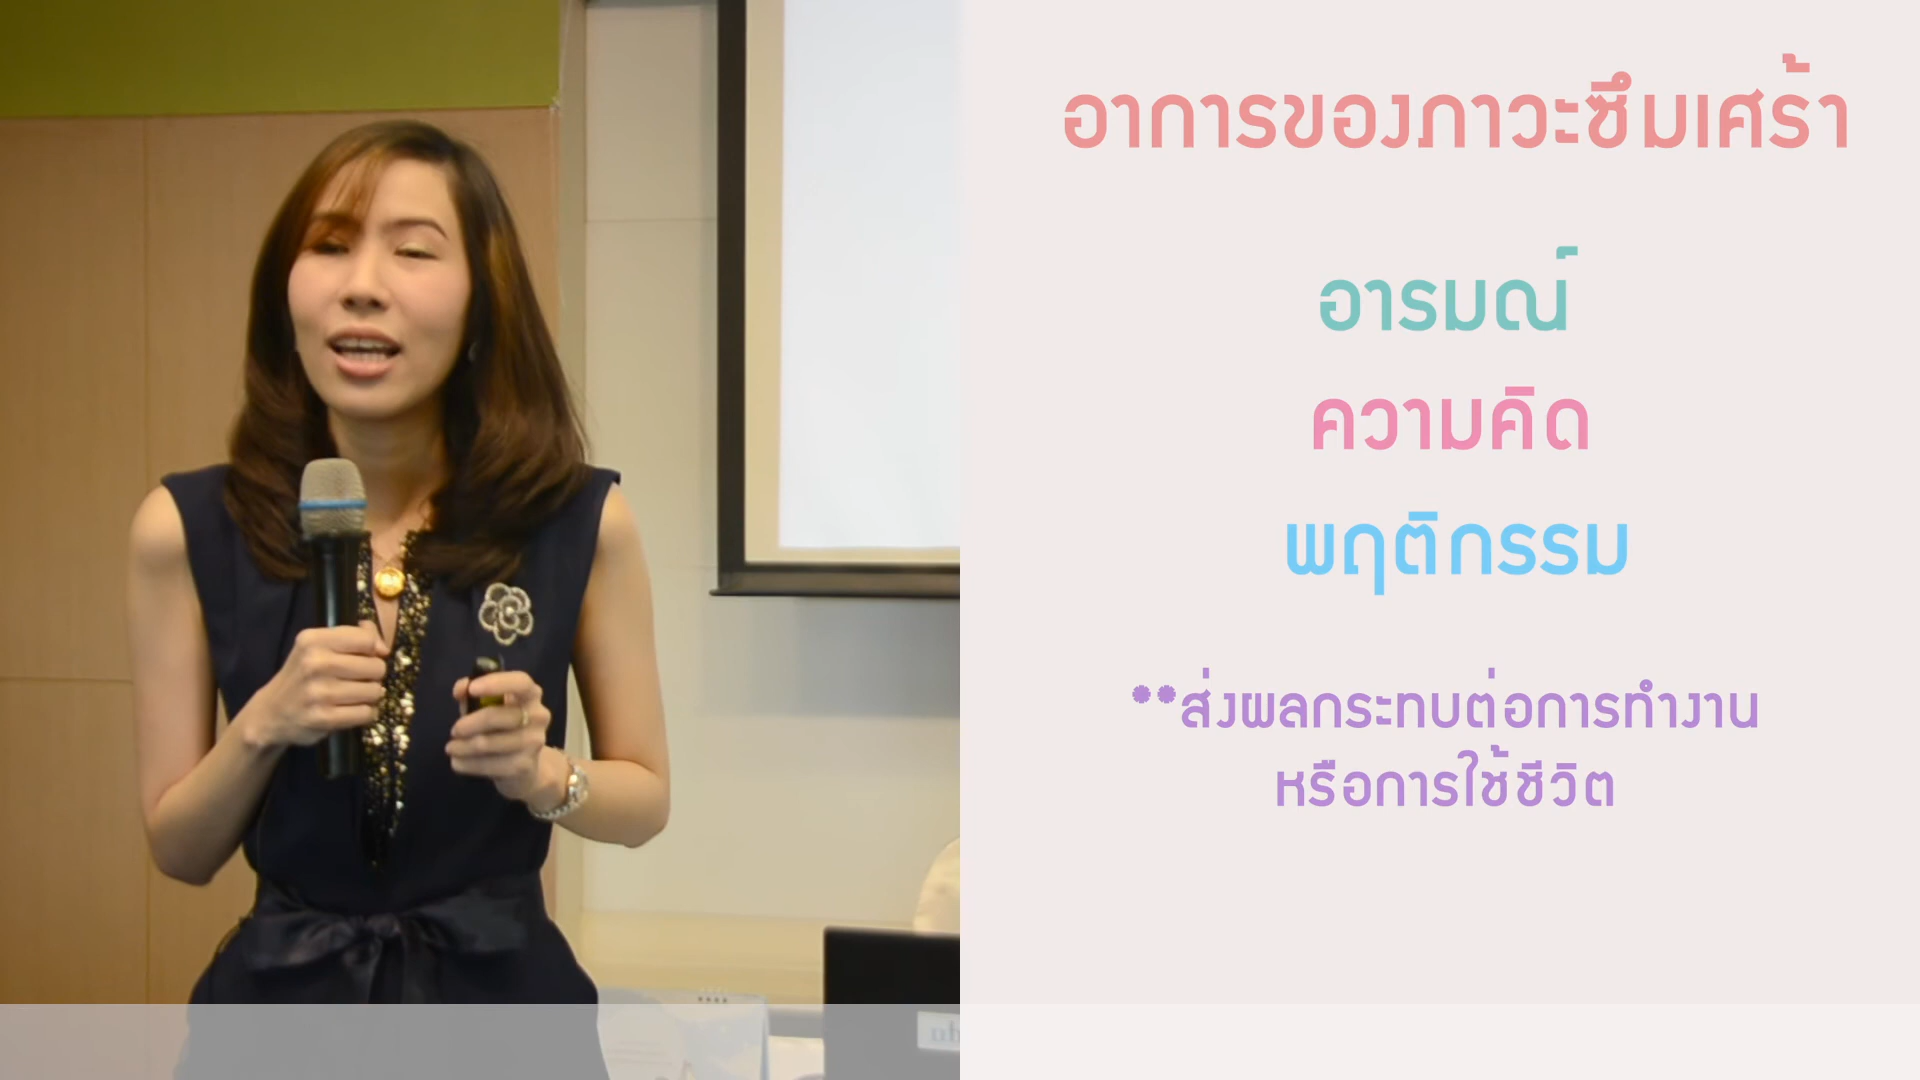 อาการของภาวะซึมเศร้า
อารมณ์
ความคิด
พฤติกรรม
**ส่งผลกระทบต่อการทำงาน
หรือการใช้ชีวิต